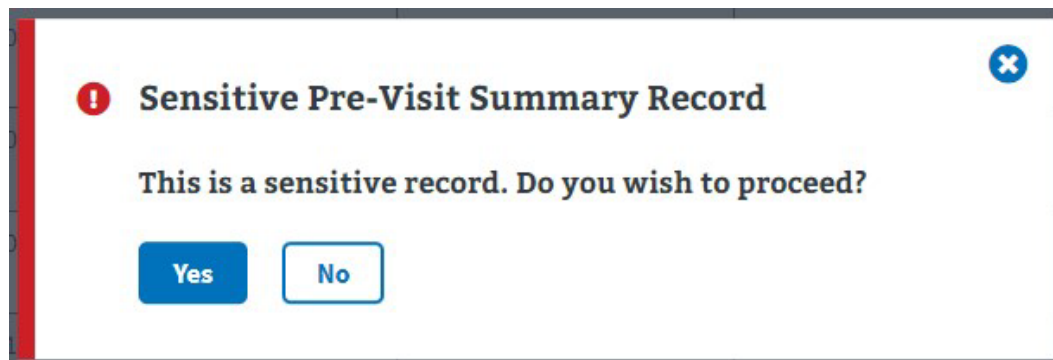 Sensitive Pre-Visit Summary Record
This is a sensitive record. Do you wish to proceed?
Yes No